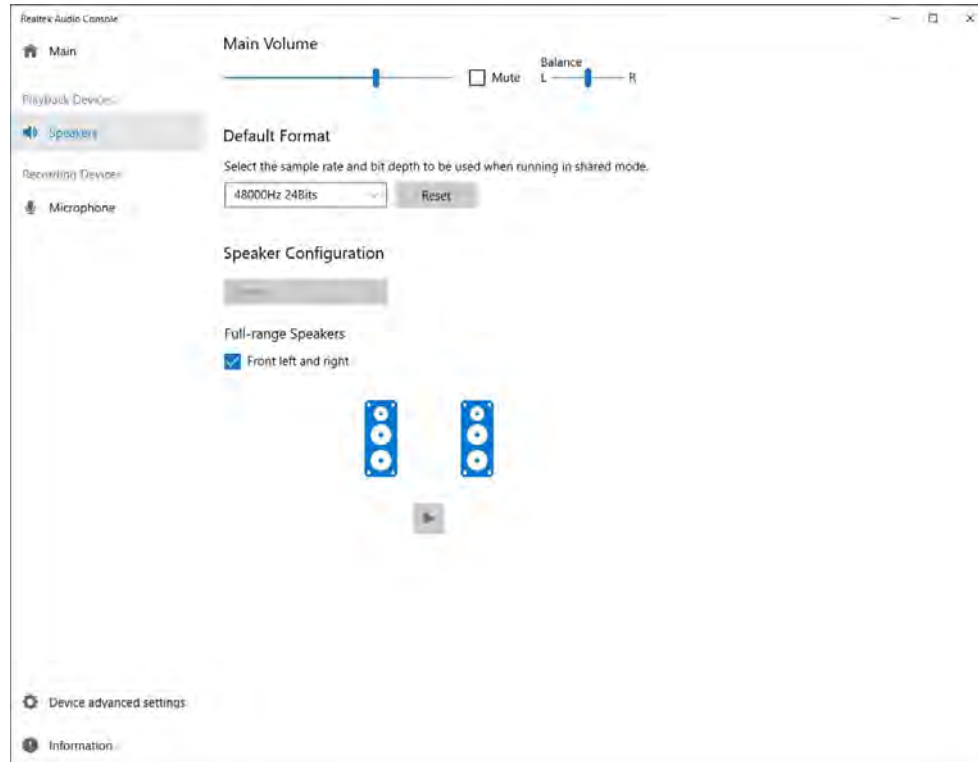 Realtek Audio Console
Main
Playback Devices
Speakers
Recording Devices
Microphone
Main Volume
Mute
Balance
L
R
Default Format
Select the sample rate and bit depth to be used when running in shared mode.
48000Hz 24Bits
Reset
Speaker Configuration
Full-range Speakers
Front left and right
Device advanced settings
Information